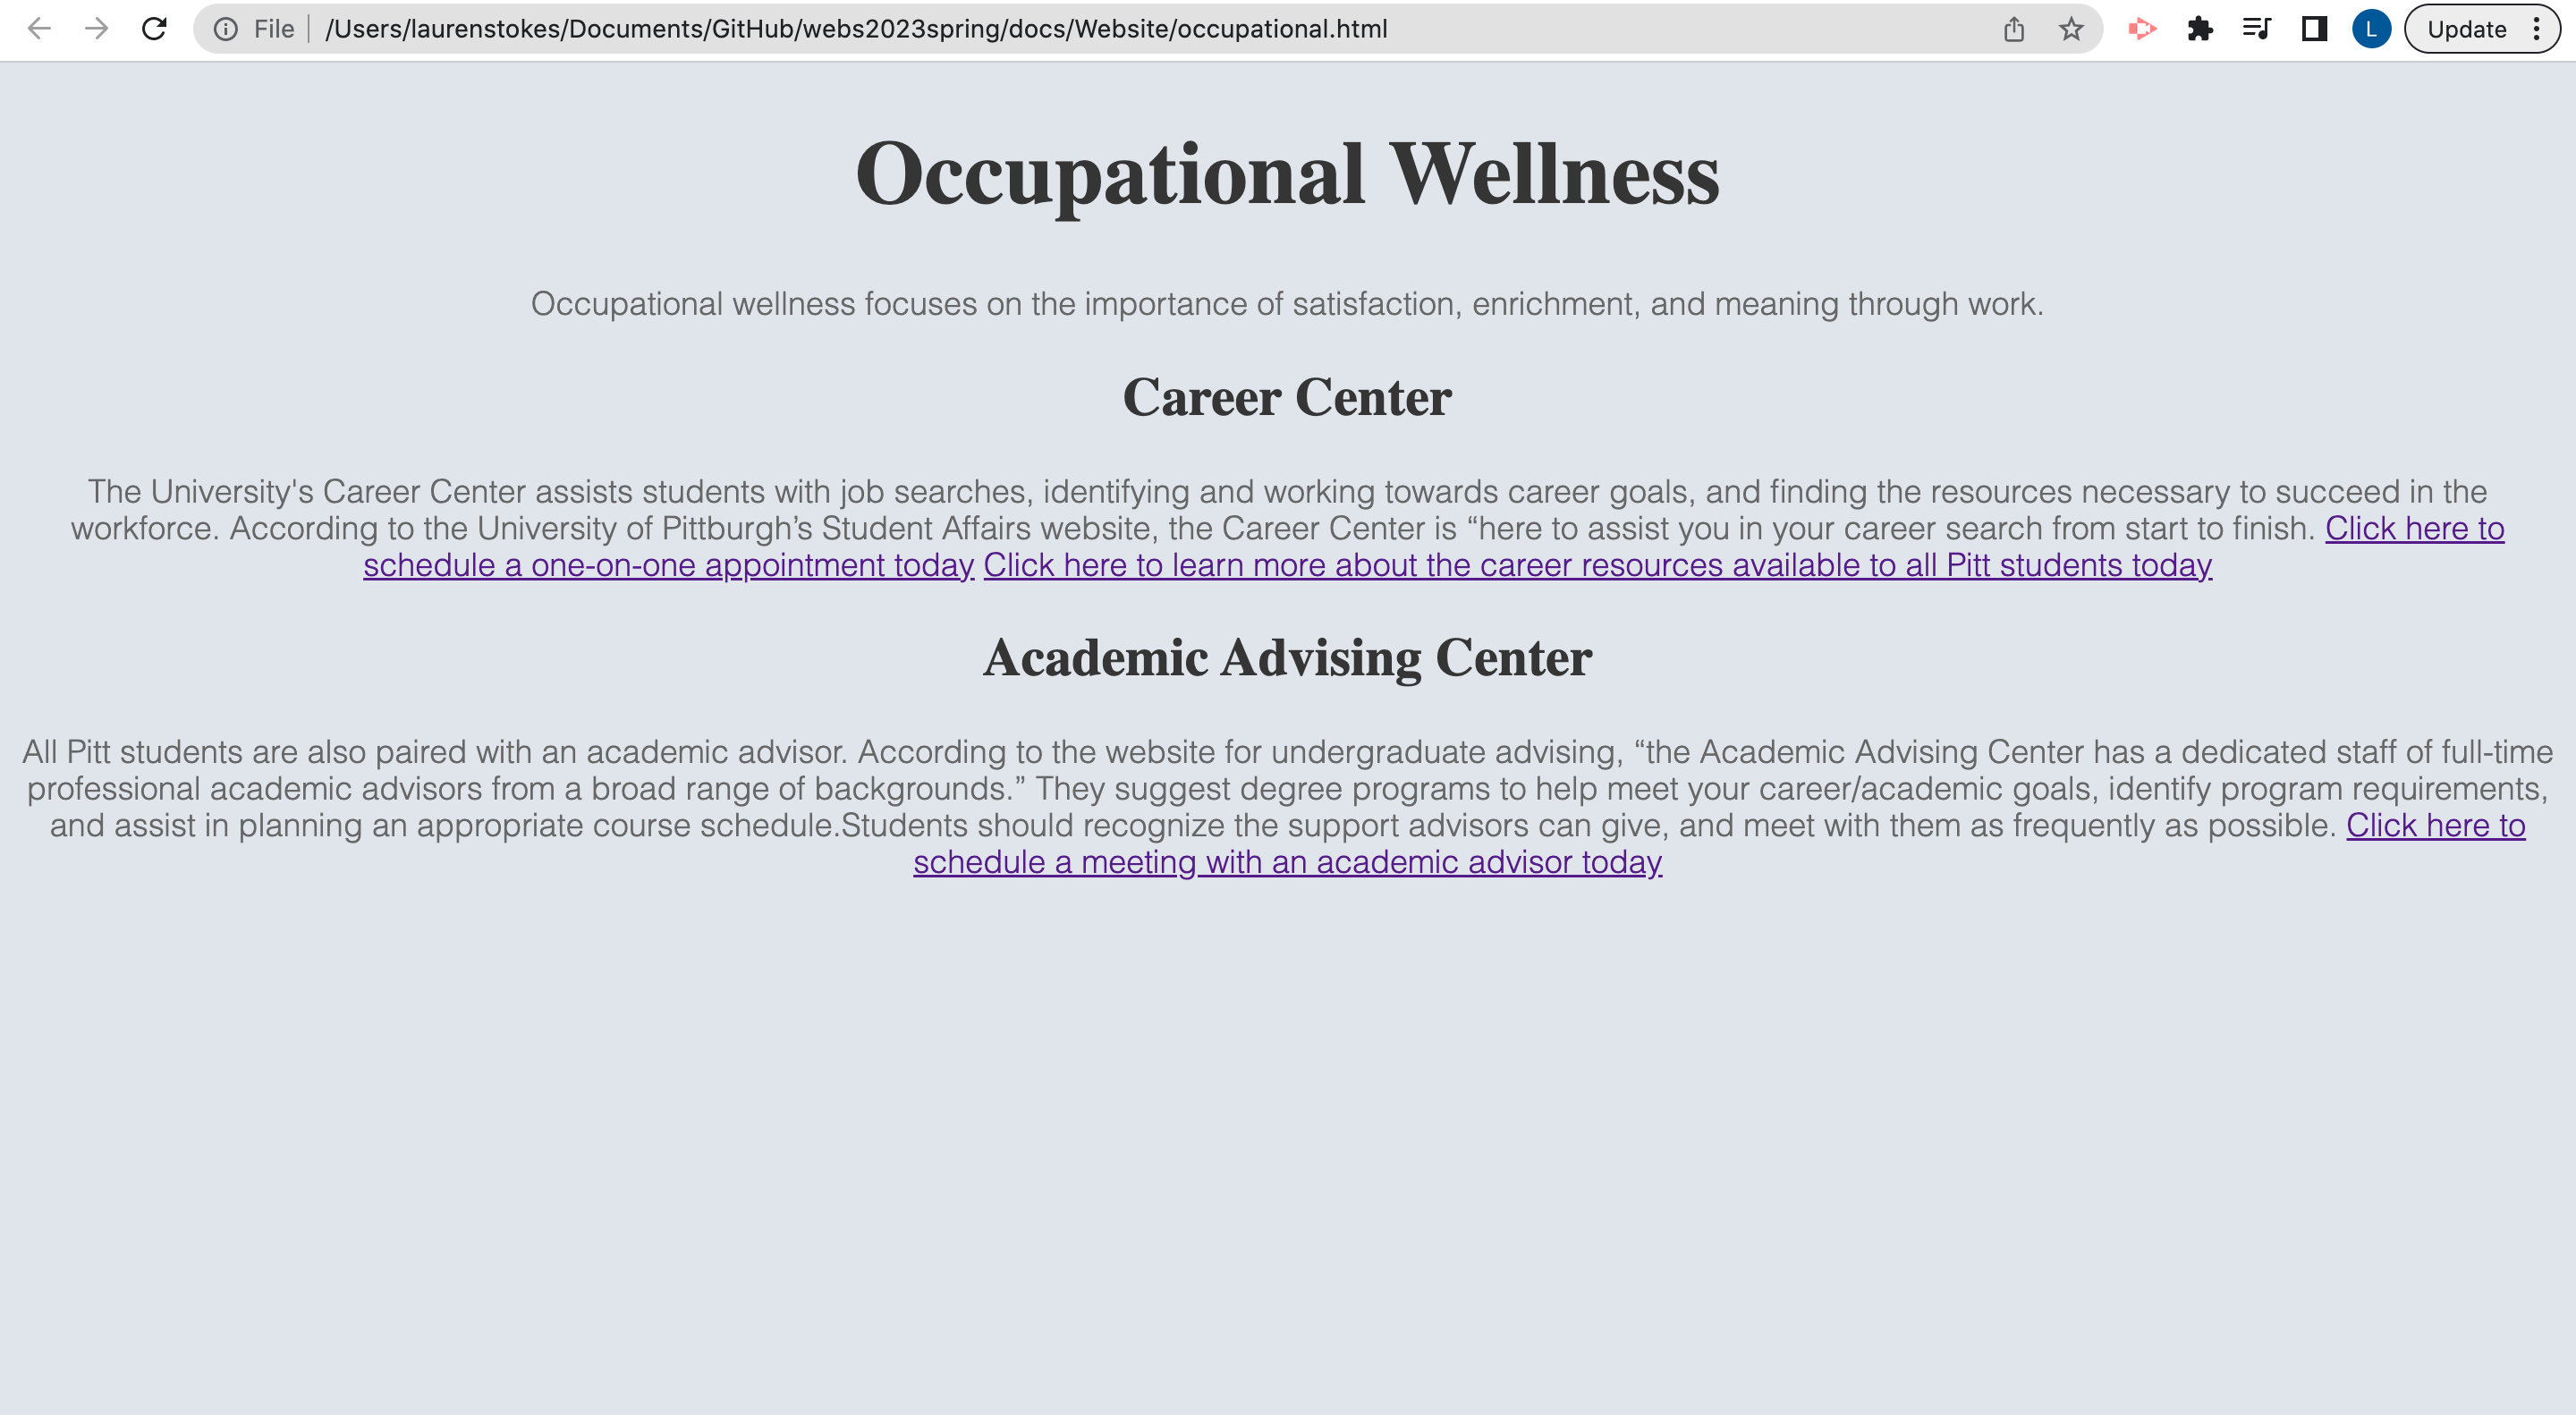 File /Users/laurenstokes/Documents/GitHub/webs2023spring/docs/Website/occupational.html L Update
Occupational Wellness
Occupational wellness focuses on the importance of satisfaction, enrichment, and meaning through work.
Career Center
The University's Career Center assists students with job searches, identifying and working towards career goals, and finding the resources necessary to succeed in the
workforce. According to the University of Pittburgh’s Student Affairs website, the Career Center is “here to assist you in your career search from start to finish. Click here to
schedule a one-on-one appointment today Click here to learn more about the career resources available to all Pitt students today
Academic Advising Center
All Pitt students are also paired with an academic advisor. According to the website for undergraduate advising, “the Academic Advising Center has a dedicated staff of full-time
professional academic advisors from a broad range of backgrounds.” They suggest degree programs to help meet your career/academic goals, identify program requirements,
and assist in planning an appropriate course schedule.Students should recognize the support advisors can give, and meet with them as frequently as possible. Click here to
schedule a meeting with an academic advisor today